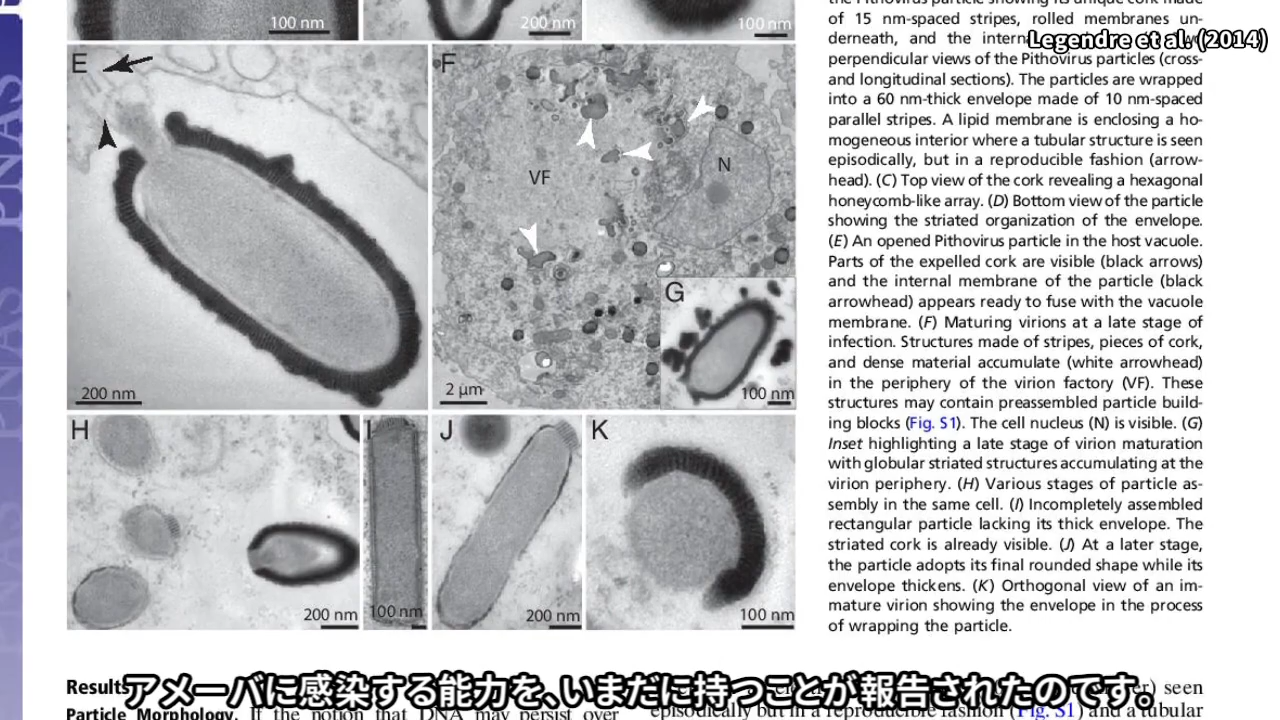 PNAS
PNAS
PNAS
100 nm
200 nm
100 nm
E
200 nm
F
VF
N
2 µm
G
100 nm
H
200 nm
I
100 nm
J
200 nm
K
100 nm
the Pithovirus particle showing its unique cork made
of 15 nm-spaced stripes, rolled membranes un-
derneath, and the intern
Legendre et al. (2014)
perpendicular views of the Pithovirus particles (cross-
and longitudinal sections). The particles are wrapped
into a 60 nm-thick envelope made of 10 nm-spaced
parallel stripes. A lipid membrane is enclosing a ho-
mogeneous interior where a tubular structure is seen
episodically, but in a reproducible fashion (arrow-
head). (C) Top view of the cork revealing a hexagonal
honeycomb-like array. (D) Bottom view of the particle
showing the striated organization of the envelope.
(E) An opened Pithovirus particle in the host vacuole.
Parts of the expelled cork are visible (black arrows)
and the internal membrane of the particle (black
arrowhead) appears ready to fuse with the vacuole
membrane. (F) Maturing virions at a late stage of
infection. Structures made of stripes, pieces of cork,
and dense material accumulate (white arrowhead)
in the periphery of the virion factory (VF). These
structures may contain preassembled particle build-
ing blocks (Fig. S1). The cell nucleus (N) is visible. (G)
Inset highlighting a late stage of virion maturation
with globular striated structures accumulating at the
virion periphery. (H) Various stages of particle as-
sembly in the same cell. (I) Incompletely assembled
rectangular particle lacking its thick envelope. The
striated cork is already visible. (J) At a later stage,
the particle adopts its final rounded shape while its
envelope thickens. (K) Orthogonal view of an im-
mature virion showing the envelope in the process
of wrapping the particle.
Results
アメーバに感染する能力を、いまだに持つことが報告されたのです。
) seen
Particle Morphology. If the notion that DNA may persist over
episodically but in a reproducible fashion (Fig. S1) and a tubular